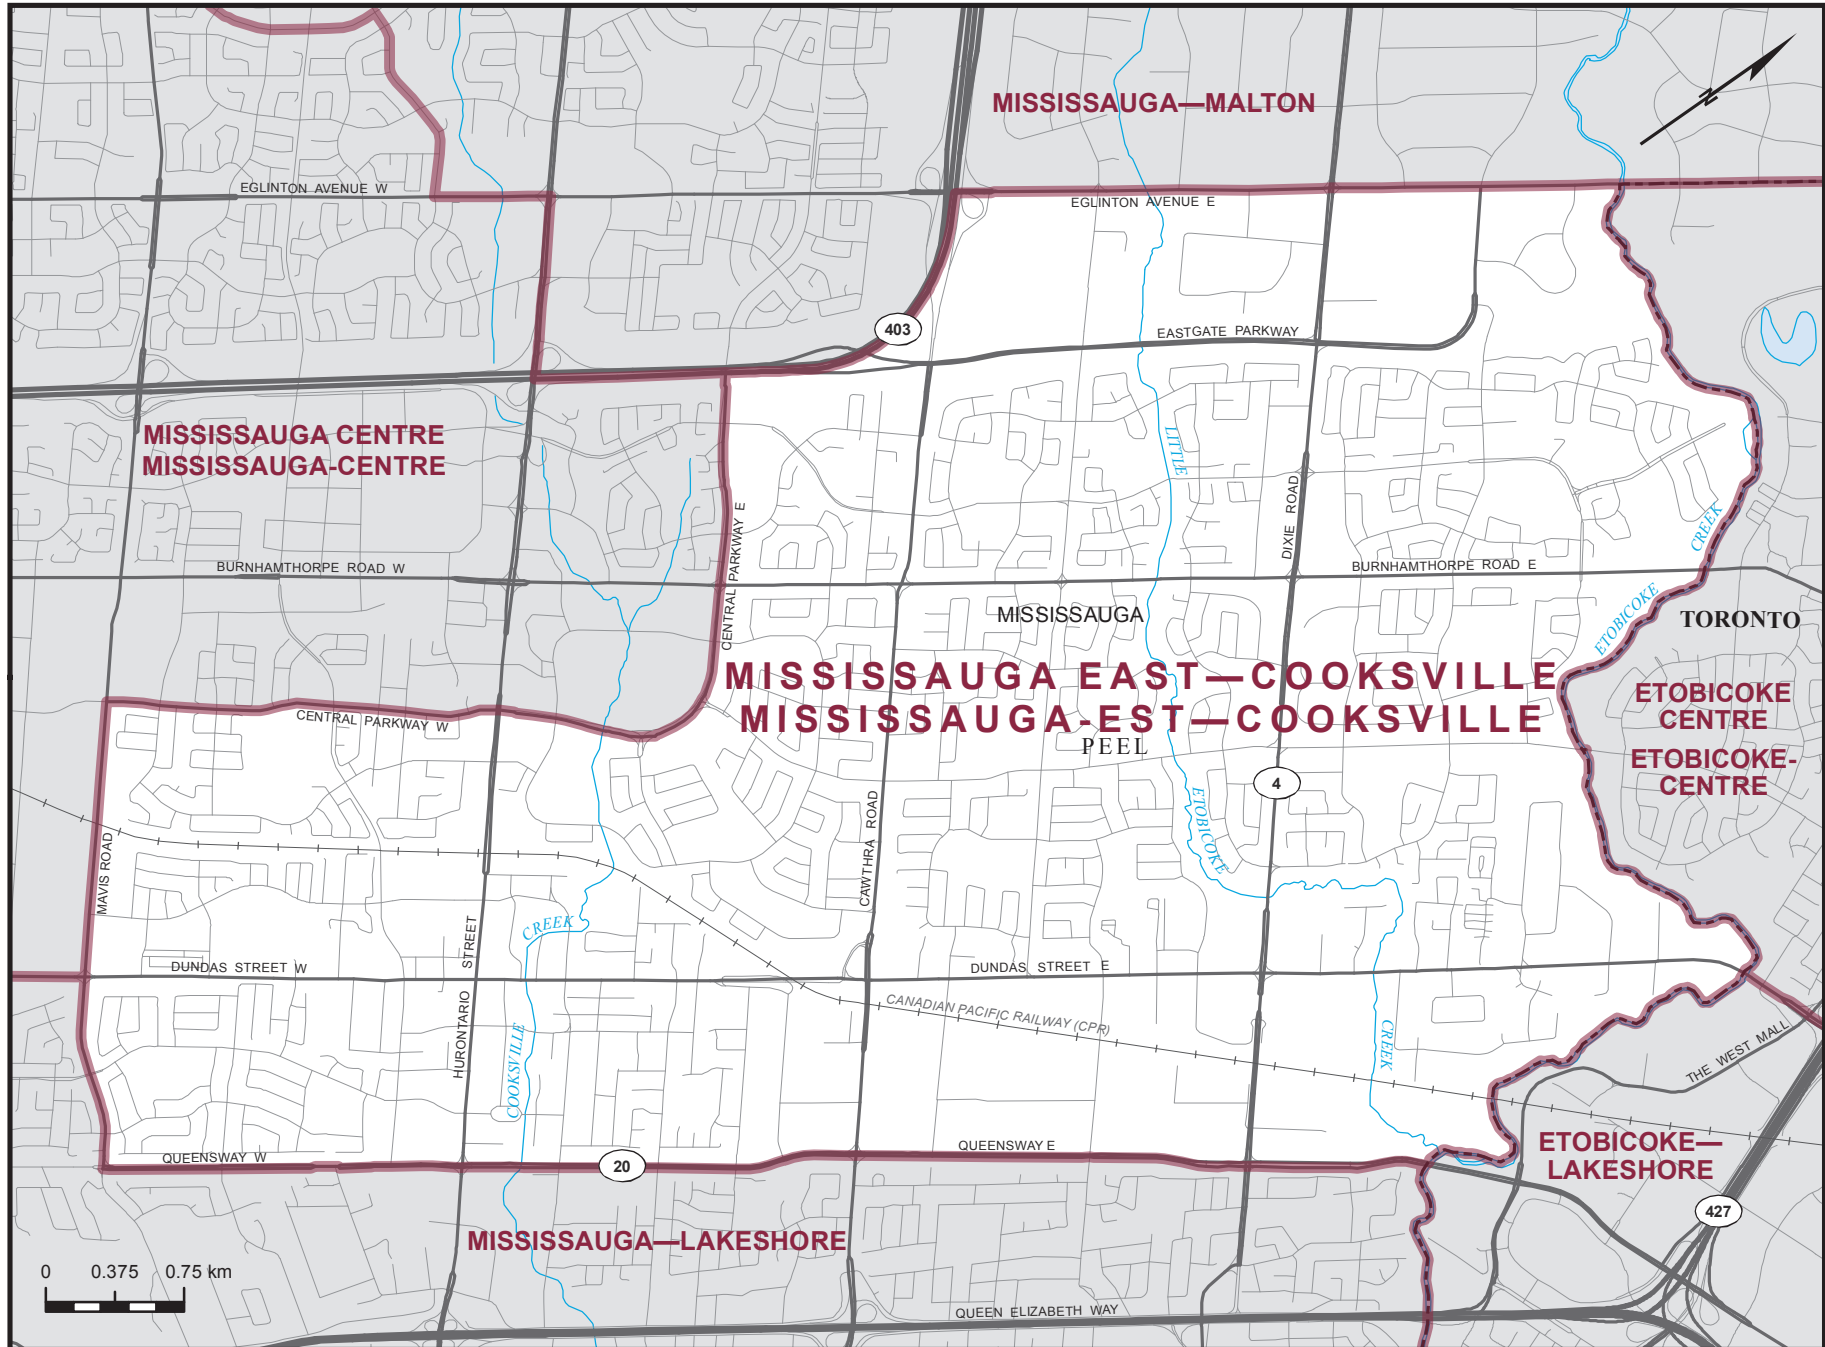 MISSISSAUGA—MALTON
N
EGLINTON AVENUE W
EGLINTON AVENUE E
403
EASTGATE PARKWAY
MISSISSAUGA CENTRE
MISSISSAUGA-CENTRE
LITTLE
CENTRAL PARKWAY E
DIXIE ROAD
CREEK
BURNHAMTHORPE ROAD W
BURNHAMTHORPE ROAD E
MISSISSAUGA
ETOBICOKE
TORONTO
MISSISSAUGA EAST—COOKSVILLE
MISSISSAUGA-EST—COOKSVILLE
PEEL
ETOBICOKE
CENTRE
ETOBICOKE-
CENTRE
CENTRAL PARKWAY W
4
ETOBICOKE
MAVIS ROAD
CAWTHRA ROAD
CREEK
HURONTARIO STREET
DUNDAS STREET W
DUNDAS STREET E
CANADIAN PACIFIC RAILWAY (CPR)
COOKSVILLE
CREEK
THE WEST MALL
QUEENSWAY W
20
QUEENSWAY E
ETOBICOKE—
LAKESHORE
427
MISSISSAUGA—LAKESHORE
0 0.375 0.75 km
QUEEN ELIZABETH WAY